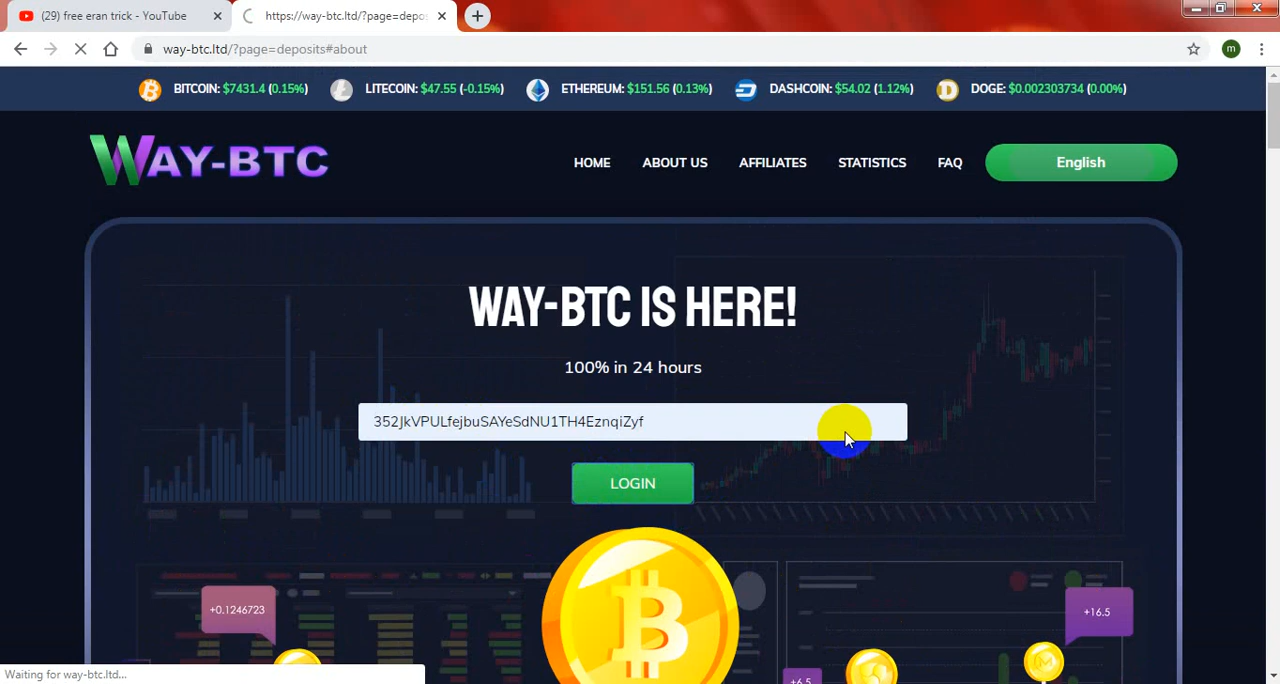 (29) free eran trick - YouTube
https://way-btc.ltd/?page=depos
way-btc.ltd/?page=deposits#about
m
BITCOIN: $7431.4 (0.15%)
LITECOIN: $47.55 (-0.15%)
ETHEREUM: $151.56 (0.13%)
DASHCOIN: $54.02 (1.12%)
DOGE: $0.002303734 (0.00%)
WAY-BTC
HOME
ABOUT US
AFFILIATES
STATISTICS
FAQ
English
WAY-BTC IS HERE!
100% in 24 hours
352JkVPULfejbuSAYeSdNU1TH4EznqiZyf
LOGIN
+0.1246723
+16.5
+6.5
Waiting for way-btc.ltd...